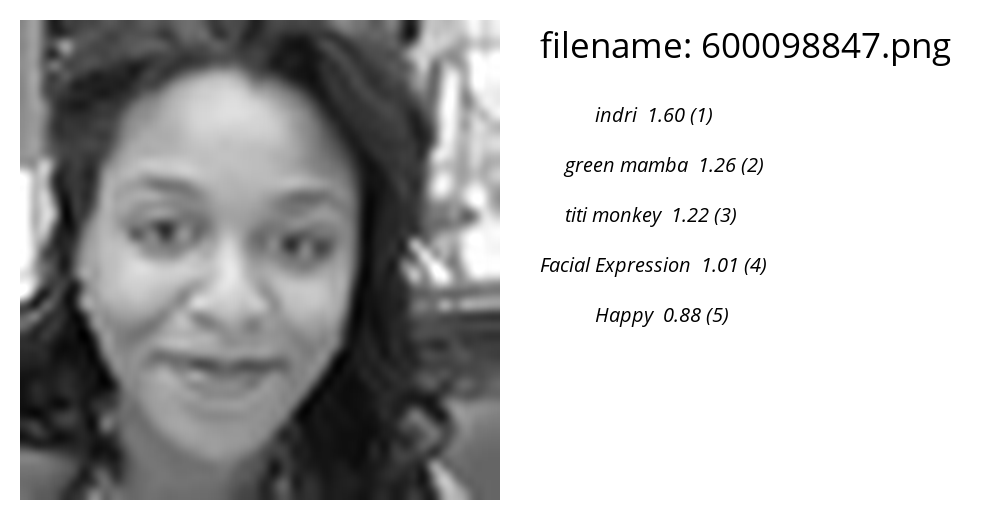 filename: 600098847.png
indri 1.60 (1)
green mamba 1.26 (2)
titi monkey 1.22 (3)
Facial Expression 1.01 (4)
Happy 0.88 (5)